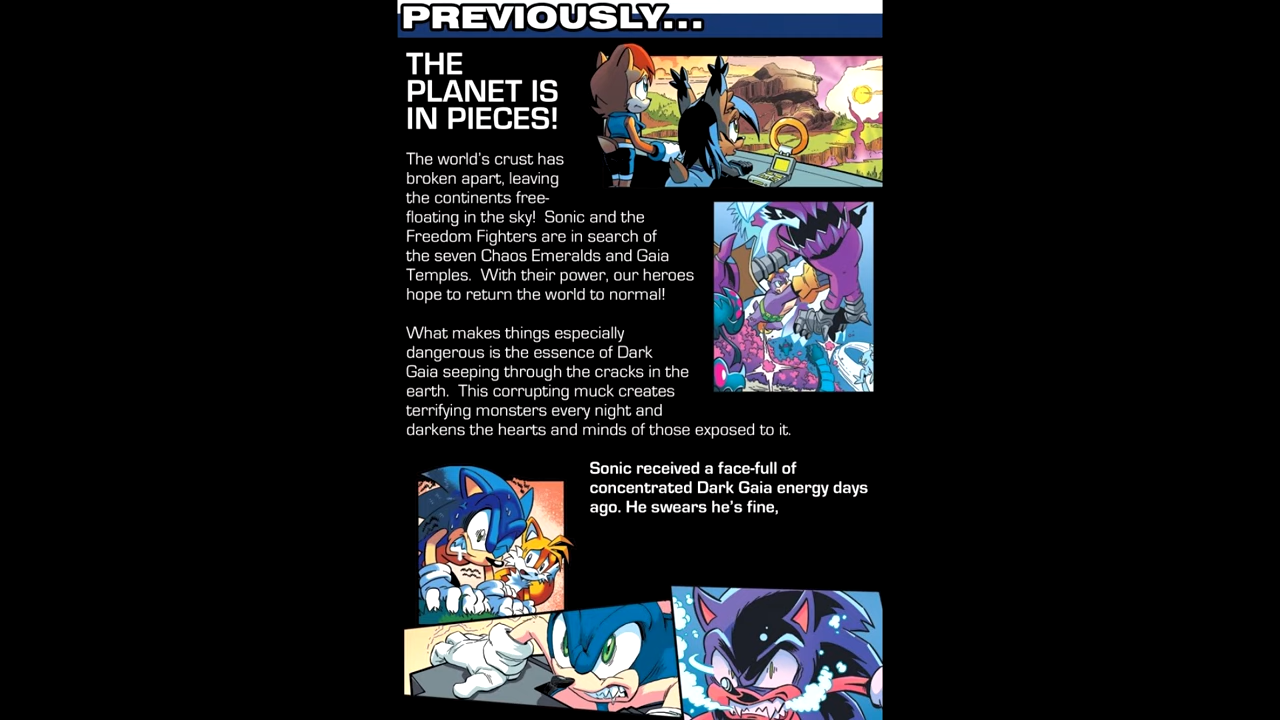 PREVIOUSLY...
THE
PLANET IS
IN PIECES!
The world's crust has
broken apart, leaving
the continents free-
floating in the sky! Sonic and the
Freedom Fighters are in search of
the seven Chaos Emeralds and Gaia
Temples. With their power, our heroes
hope to return the world to normal!
What makes things especially
dangerous is the essence of Dark
Gaia seeping through the cracks in the
earth. This corrupting muck creates
terrifying monsters every night and
darkens the hearts and minds of those exposed to it.
Sonic received a face-full of
concentrated Dark Gaia energy days
ago. He swears he's fine,